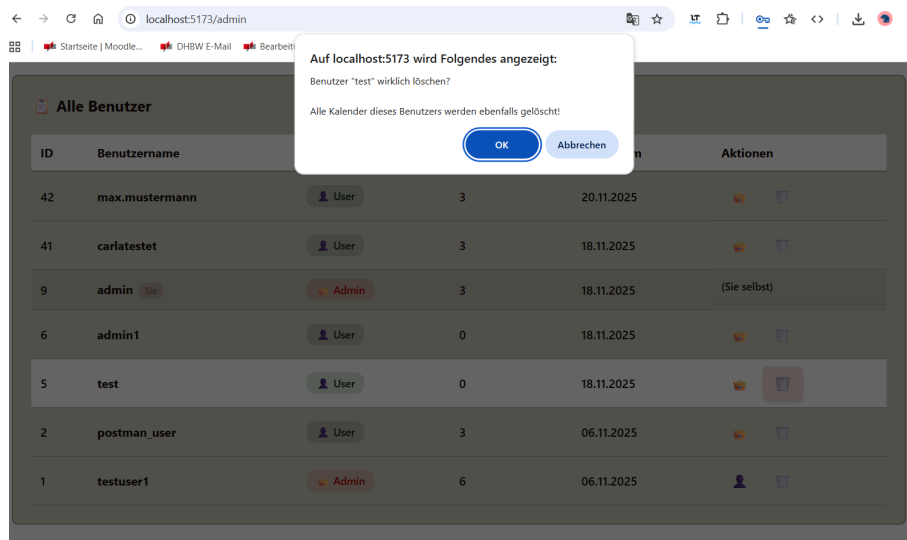 localhost:5173/admin
Startseite | Moodle... DHBW E-Mail Bearbeit
Auf localhost:5173 wird Folgendes angezeigt:
Benutzer "test" wirklich löschen?
Alle Kalender dieses Benutzers werden ebenfalls gelöscht!
OK Abbrechen
Alle Benutzer
ID Benutzername Aktionen
42 max.mustermann User 3 20.11.2025
41 carlatestet User 3 18.11.2025
9 admin Sie Admin 3 18.11.2025 (Sie selbst)
6 admin1 User 0 18.11.2025
5 test User 0 18.11.2025
2 postman_user User 3 06.11.2025
1 testuser1 Admin 6 06.11.2025